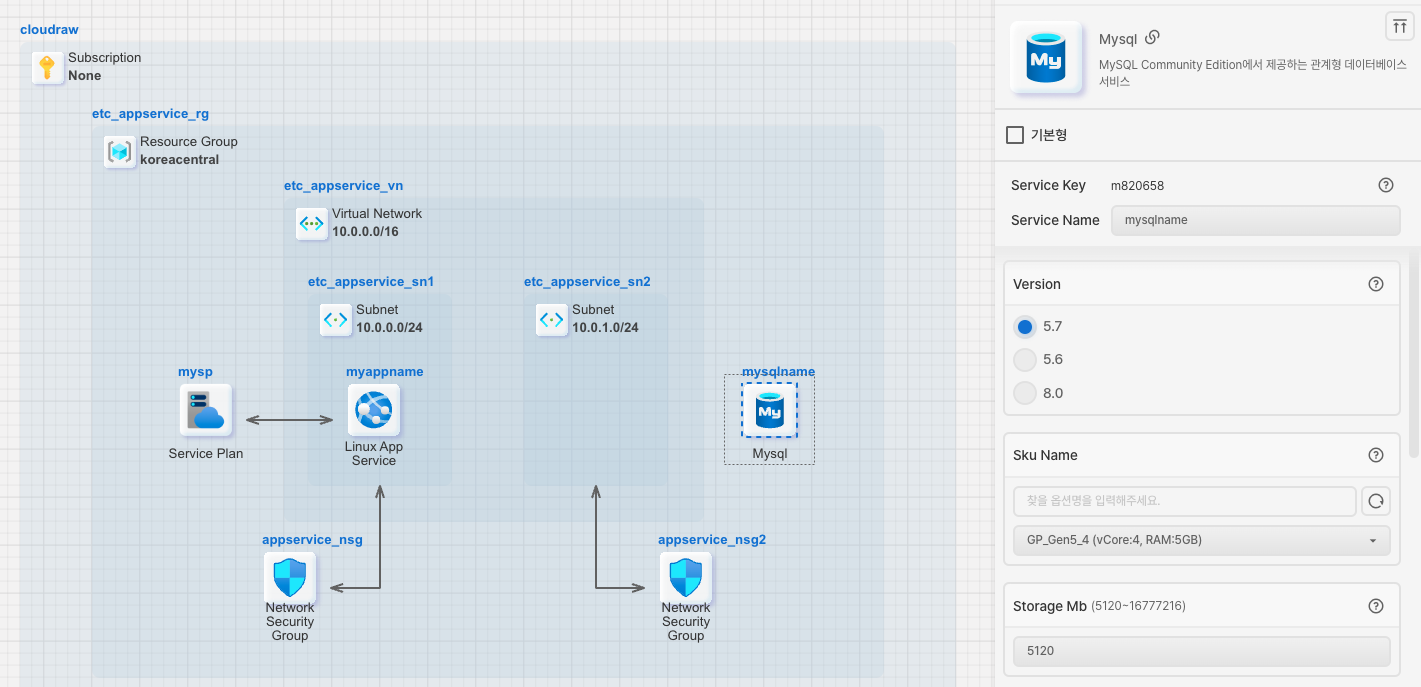 cloudraw
Subscription
None
etc_appservice_rg
Resource Group
koreacentral
etc_appservice_vn
Virtual Network
10.0.0.0/16
etc_appservice_sn1
Subnet
10.0.0.0/24
etc_appservice_sn2
Subnet
10.0.1.0/24
mysp
Service Plan
myappname
Linux App
Service
mysqlname
My
Mysql
appservice_nsg
Network
Security
Group
appservice_nsg2
Network
Security
Group
My
Mysql
MySQL Community Edition에서 제공하는 관계형 데이터베이스
서비스
기본형
Service Key m820658
Service Name mysqlname
Version
5.7
5.6
8.0
Sku Name
찾을 옵션명을 입력해주세요.
GP_Gen5_4 (vCore:4, RAM:5GB)
Storage Mb (5120~16777216)
5120